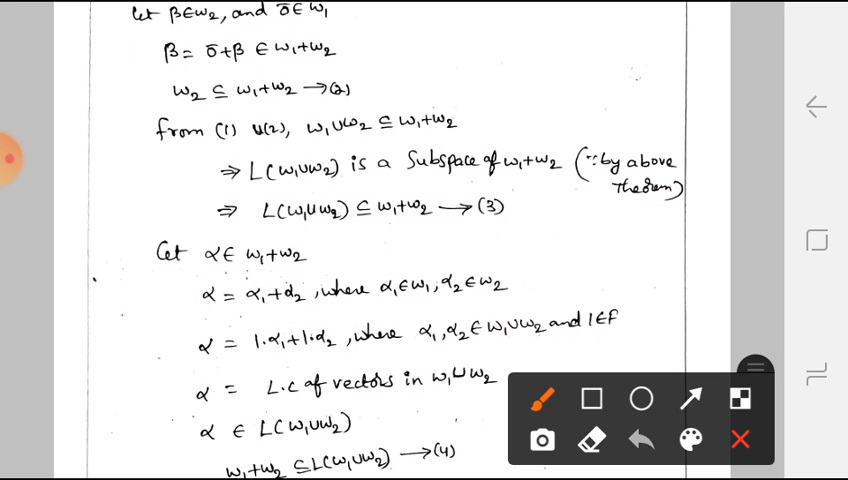 Let β∈w₂, and ō∈w₁
β = ō+β ∈ w₁+w₂
w₂ ⊆ w₁+w₂ →(2)
from (1) &(2), w₁∪w₂ ⊆ w₁+w₂
⇒ L(w₁∪w₂) is a Subspace of w₁+w₂ (∵ by above
Theorem)
⇒ L(w₁∪w₂) ⊆ w₁+w₂ →(3)
Let α∈ w₁+w₂
α = α₁+α₂, where α₁∈w₁, α₂∈w₂
α = 1·α₁+1·α₂, where α₁,α₂∈w₁∪w₂ and 1∈F
α = L.C of vectors in w₁∪w₂
α ∈ L(w₁∪w₂)
w₁+w₂ ⊆ L(w₁∪w₂) →(4)